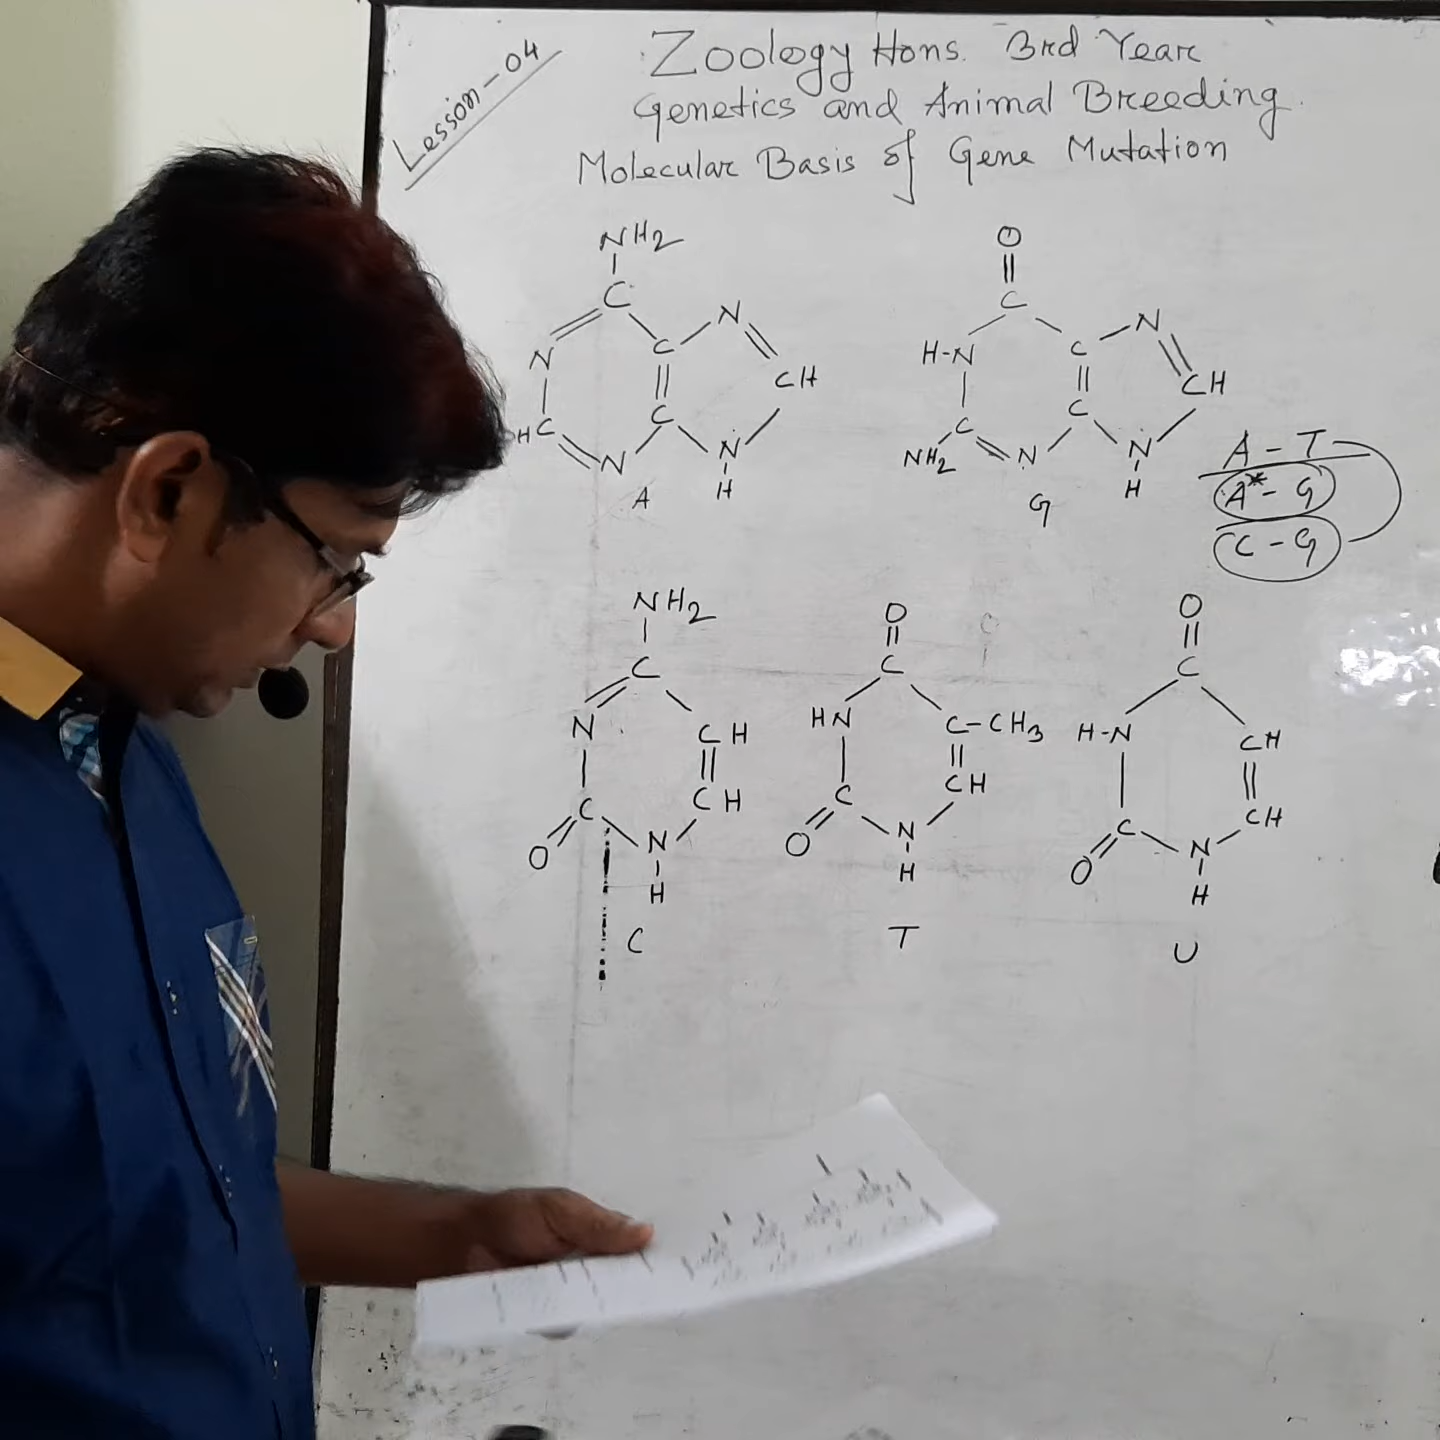 Lesson-04
Zoology Hons. 3rd Year
Genetics and Animal Breeding.
Molecular Basis of Gene Mutation
NH2
C
N
C
N
CH
HC
N
C
N
H
A
O
C
H-N
C
N
CH
C
NH2
N
C
N
H
G
A - T
A* - G
C - G
NH2
C
N
CH
CH
C
O
N
H
C
O
C
HN
C-CH3
CH
C
O
N
H
T
O
C
H-N
CH
CH
C
O
N
H
U